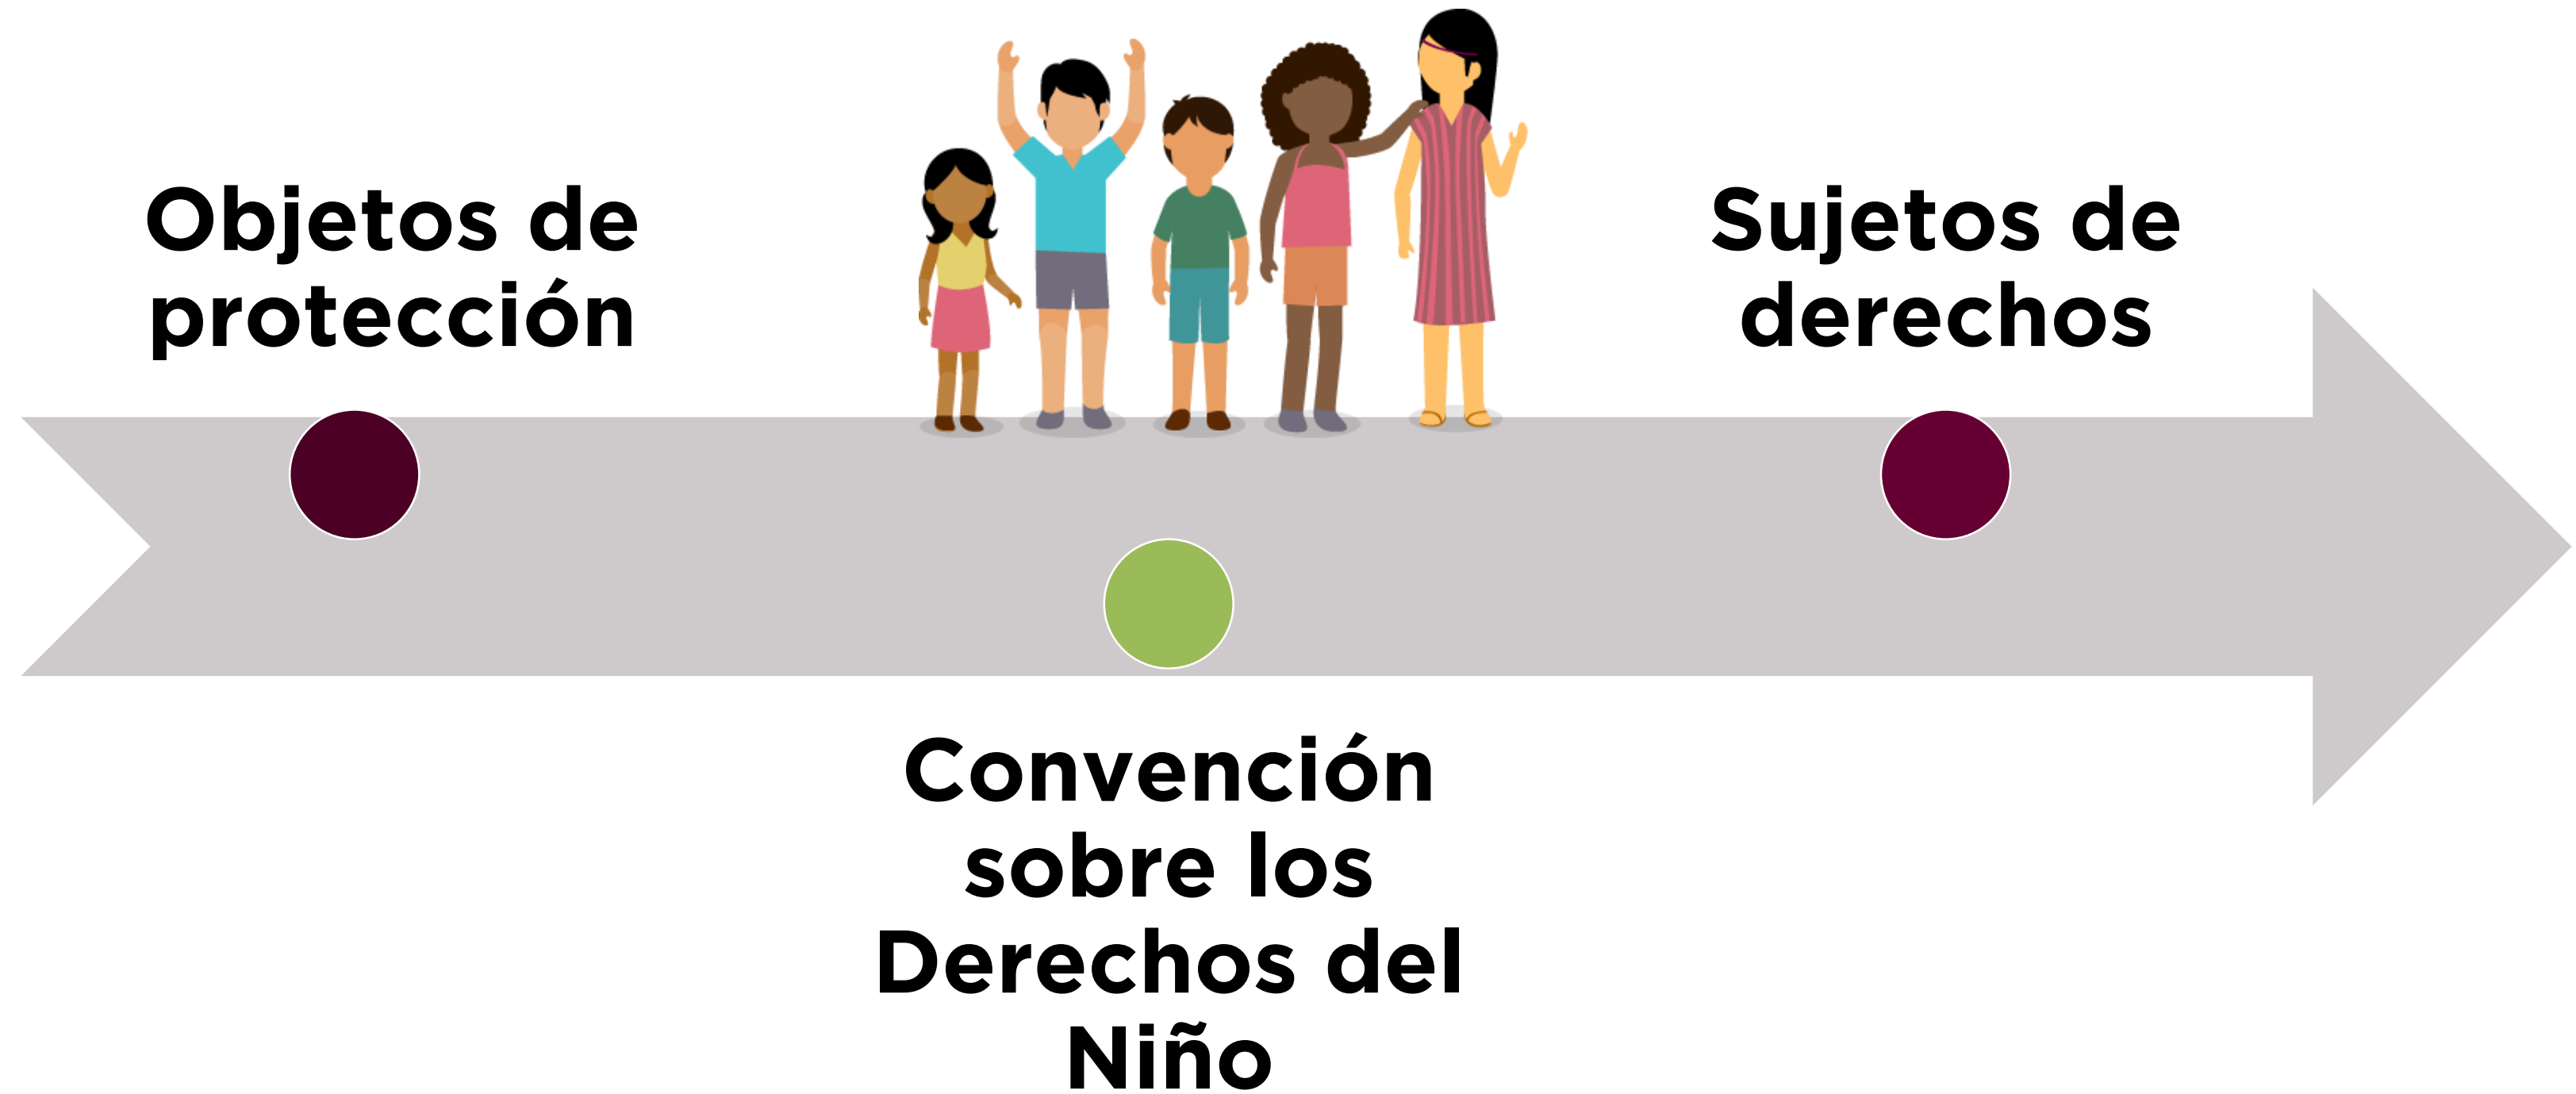 Objetos de
protección
Convención
sobre los
Derechos del
Niño
Sujetos de
derechos